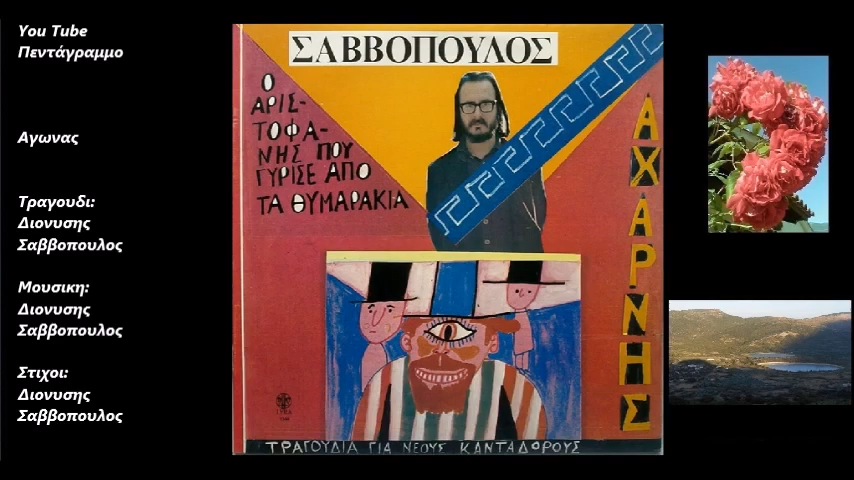 You Tube
Πεντάγραμμο
Αγωνας
Τραγουδι:
Διονυσης
Σαββοπουλος
Μουσικη:
Διονυσης
Σαββοπουλος
Στιχοι:
Διονυσης
Σαββοπουλος
ΣΑΒΒΟΠΟΥΛΟΣ
Ο
ΑΡΙΣ-
ΤΟΦΑ-
ΝΗΣ ΠΟΥ
ΓΥΡΙΣΕ ΑΠΟ
ΤΑ ΘΥΜΑΡΑΚΙΑ
ΑΧΑΡΝΗΣ
LYRA
ΤΡΑΓΟΥΔΙΑ ΓΙΑ ΝΕΟΥΣ ΚΑΝΤΑΔΟΡΟΥΣ